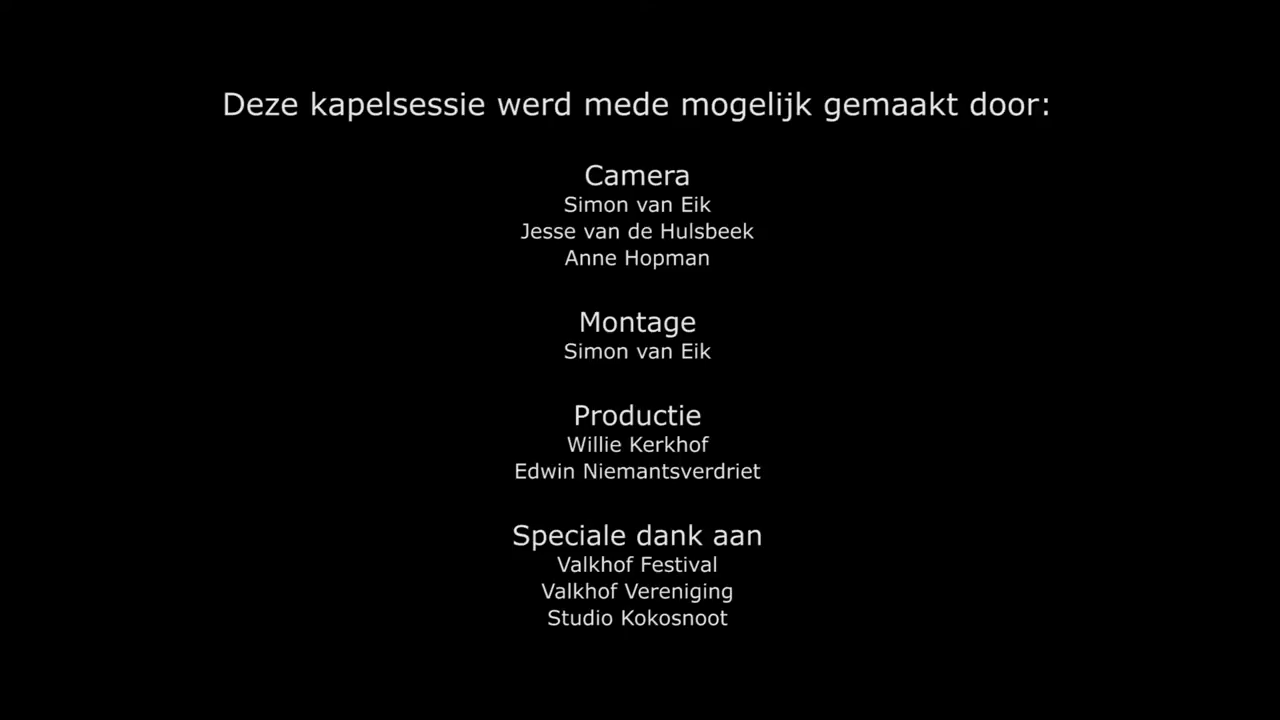 Deze kapelsessie werd mede mogelijk gemaakt door:
Camera
Simon van Eik
Jesse van de Hulsbeek
Anne Hopman
Montage
Simon van Eik
Productie
Willie Kerkhof
Edwin Niemantsverdriet
Speciale dank aan
Valkhof Festival
Valkhof Vereniging
Studio Kokosnoot